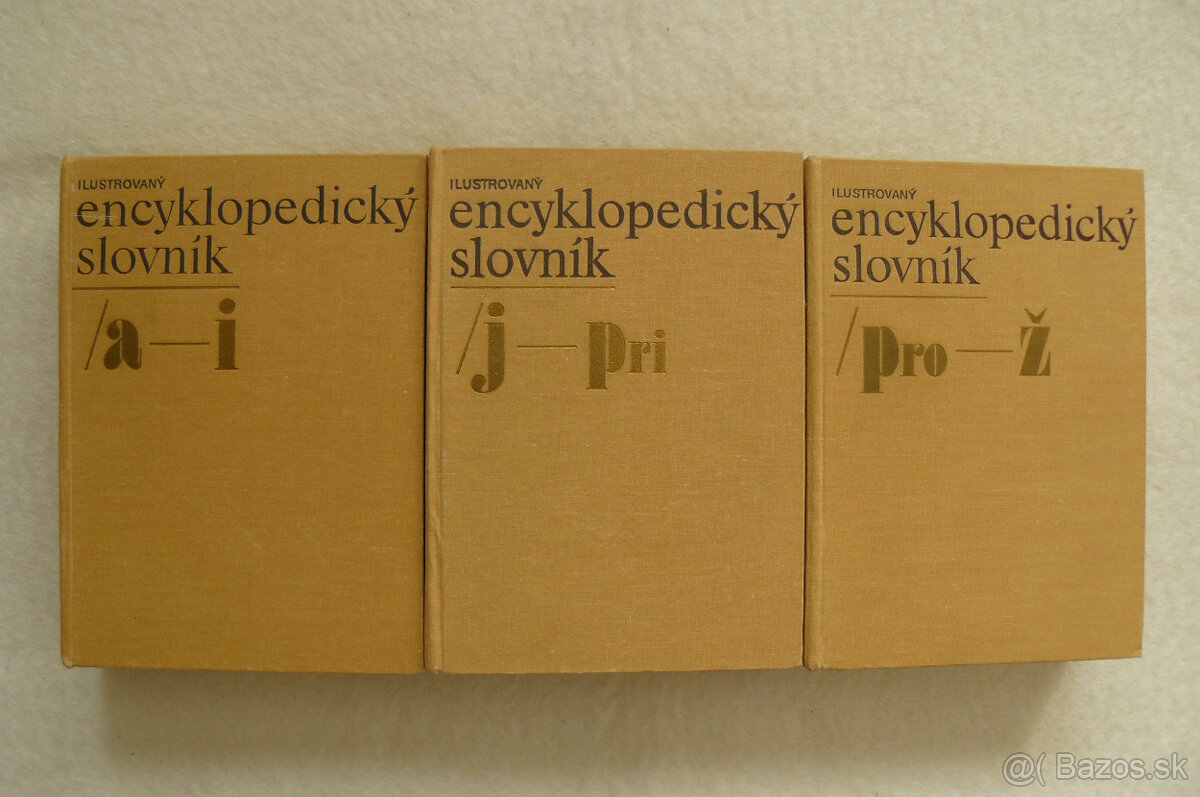 ILUSTROVANÝ
encyklopedický
slovník
/a—i
ILUSTROVANÝ
encyklopedický
slovník
/j—pri
ILUSTROVANÝ
encyklopedický
slovník
/pro—ž
@( Bazos.sk